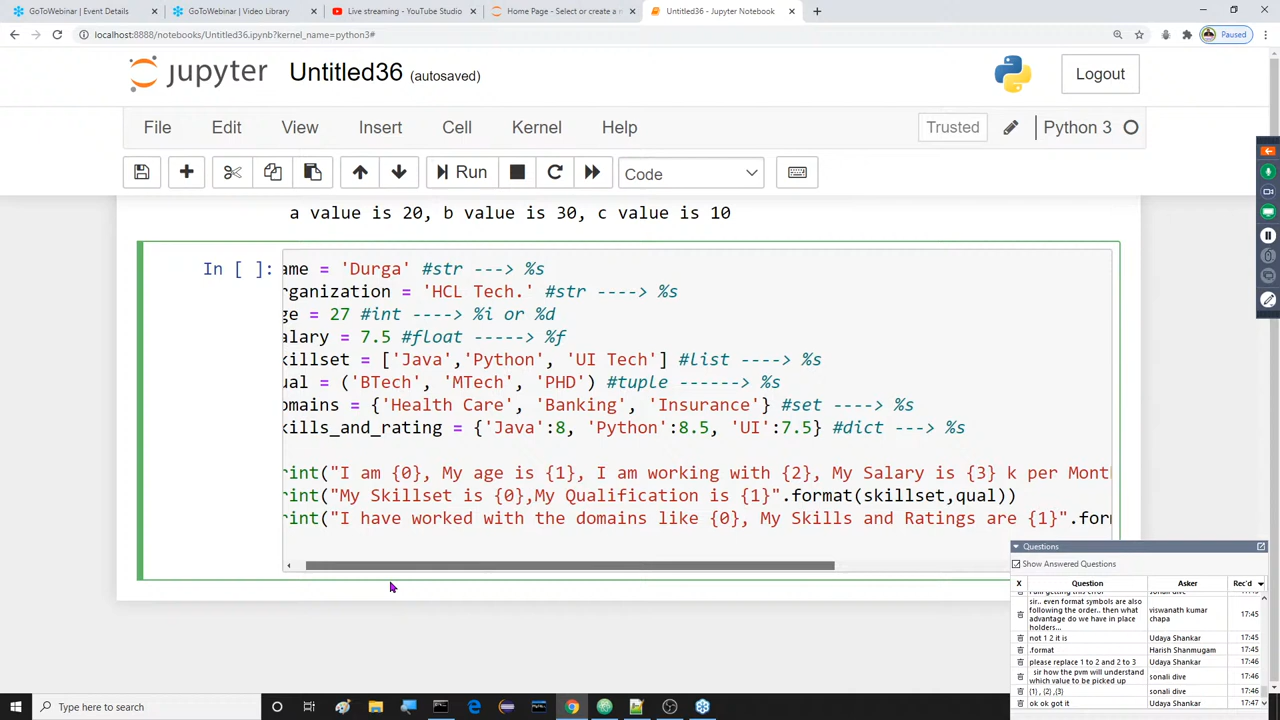 GoToWebinar | Event Details
GoToWebinar | Video Library
Live streaming - YouTube Studio
Home Page - Select or create a n
Untitled36 - Jupyter Notebook
localhost:8888/notebooks/Untitled36.ipynb?kernel_name=python3#
Paused
jupyter Untitled36 (autosaved)
Logout
File Edit View Insert Cell Kernel Help
Trusted
Python 3
Run
Code
a value is 20, b value is 30, c value is 10
In [ ]:
ame = 'Durga' #str ---> %s
rganization = 'HCL Tech.' #str ----> %s
ge = 27 #int ----> %i or %d
alary = 7.5 #float -----> %f
killset = ['Java','Python', 'UI Tech'] #list ----> %s
ual = ('BTech', 'MTech', 'PHD') #tuple ------> %s
omains = {'Health Care', 'Banking', 'Insurance'} #set ----> %s
kills_and_rating = {'Java':8, 'Python':8.5, 'UI':7.5} #dict ---> %s
rint("I am {0}, My age is {1}, I am working with {2}, My Salary is {3} k per Mont
rint("My Skillset is {0},My Qualification is {1}".format(skillset,qual))
rint("I have worked with the domains like {0}, My Skills and Ratings are {1}".for
Questions
Show Answered Questions
X Question Asker Rec'd
I am getting this error sonali dive 17:45
sir.. even format symbols are also
following the order.. then what
advantage do we have in place
holders...
viswanath kumar
chapa
17:45
not 1 2 it is Udaya Shankar 17:45
.format Harish Shanmugam 17:45
please replace 1 to 2 and 2 to 3 Udaya Shankar 17:46
sir how the pvm will understand
which value to be picked up
sonali dive 17:46
(1) , (2) ,(3) sonali dive 17:46
ok ok got it Udaya Shankar 17:47
Type here to search